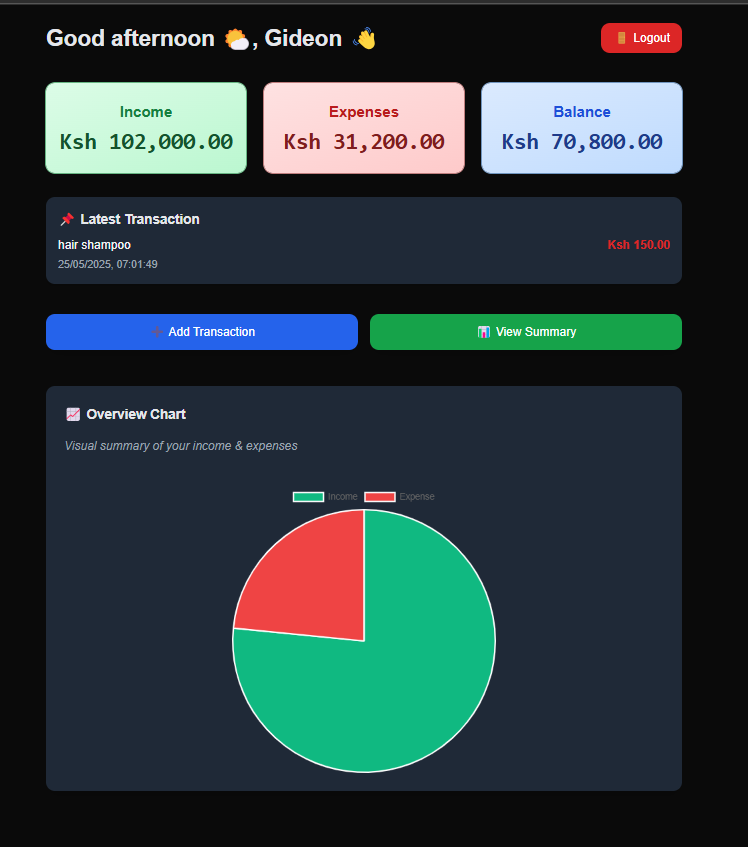 Good afternoon 🌤️, Gideon 👋
🚪 Logout
Income
Ksh 102,000.00
Expenses
Ksh 31,200.00
Balance
Ksh 70,800.00
📌 Latest Transaction
hair shampoo
Ksh 150.00
25/05/2025, 07:01:49
➕ Add Transaction
📊 View Summary
📈 Overview Chart
Visual summary of your income & expenses
Income
Expense